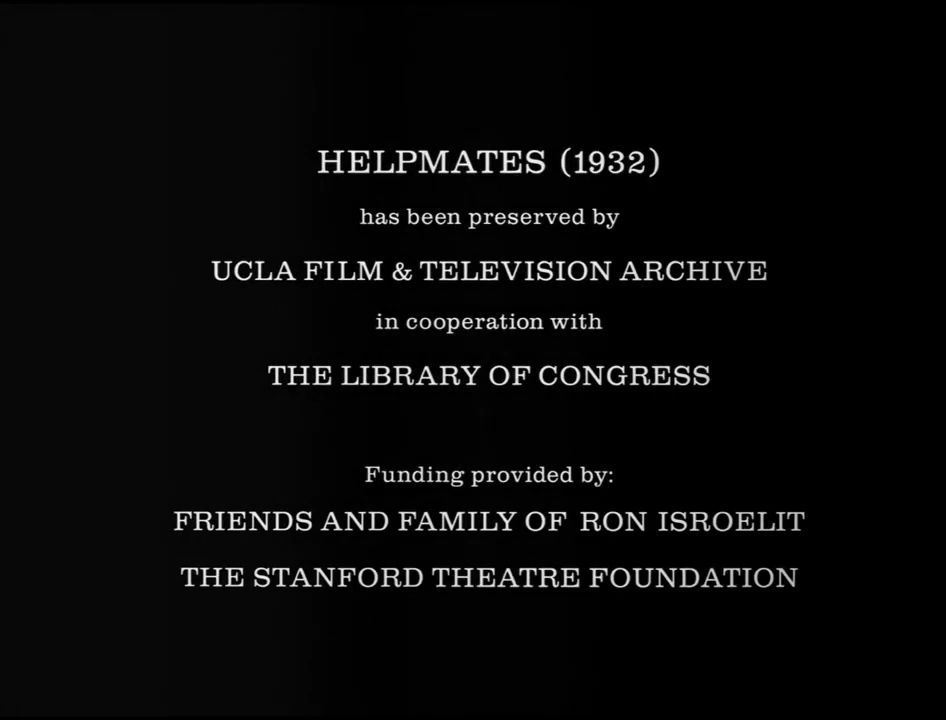 HELPMATES (1932)
has been preserved by
UCLA FILM & TELEVISION ARCHIVE
in cooperation with
THE LIBRARY OF CONGRESS
Funding provided by:
FRIENDS AND FAMILY OF RON ISROELIT
THE STANFORD THEATRE FOUNDATION